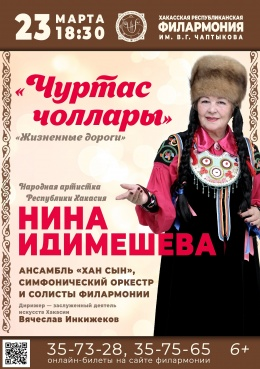 23 МАРТА
18:30
ХАКАССКАЯ РЕСПУБЛИКАНСКАЯ
ФИЛАРМОНИЯ
ИМ. В.Г. ЧАПТЫКОВА
«Чуртас
чоллары»
«Жизненные дороги»
Народная артистка
Республики Хакасия
НИНА
ИДИМЕШЕВА
АНСАМБЛЬ «ХАН СЫН»,
СИМФОНИЧЕСКИЙ ОРКЕСТР
И СОЛИСТЫ ФИЛАРМОНИИ
Дирижер — заслуженный деятель
искусств Хакасии
Вячеслав Инкижеков
35-73-28, 35-75-65
онлайн-билеты на сайте филармонии
6+